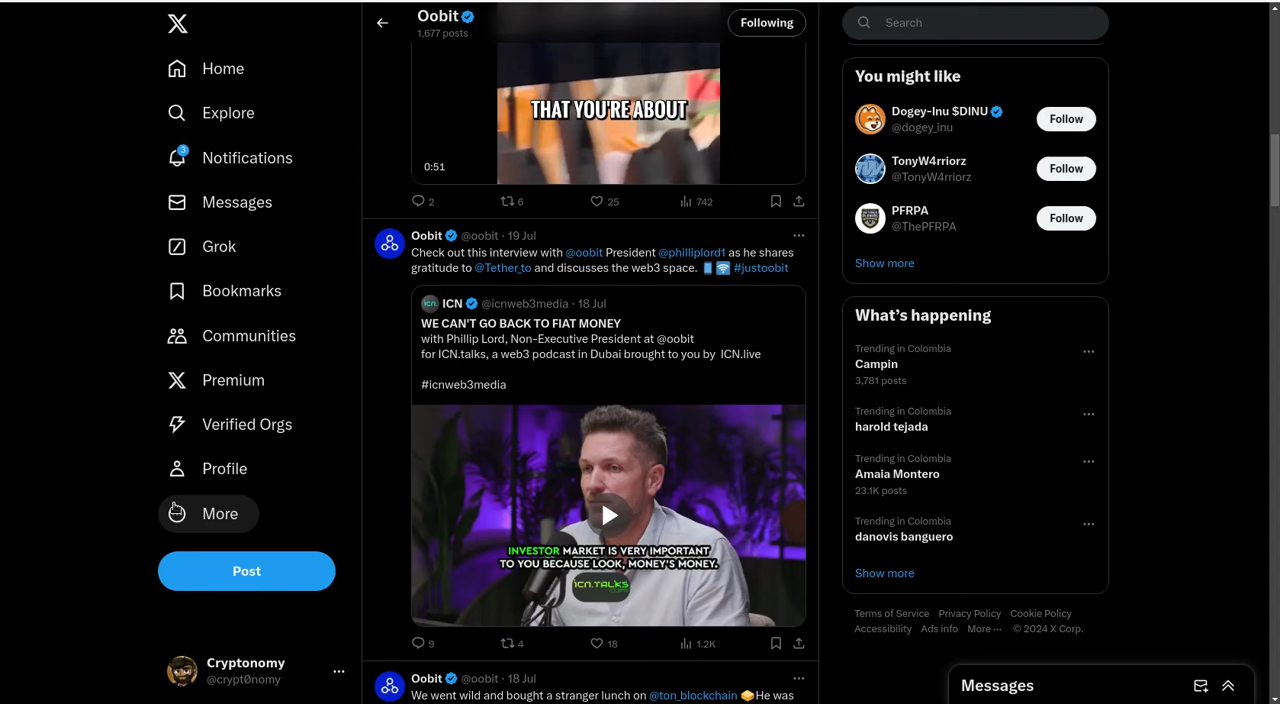 Home
Explore
3
Notifications
Messages
Grok
Bookmarks
Communities
Premium
Verified Orgs
Profile
More
Post
Cryptonomy
@crypt0nomy
Oobit
1,677 posts
Following
THAT YOU'RE ABOUT
0:51
2 6 25 742
Oobit @oobit · 19 Jul
Check out this interview with @oobit President @philliplord1 as he shares
gratitude to @Tether_to and discusses the web3 space. #justoobit
ICN @icnweb3media · 18 Jul
WE CAN'T GO BACK TO FIAT MONEY
with Phillip Lord, Non-Executive President at @oobit
for ICN.talks, a web3 podcast in Dubai brought to you by ICN.live
#icnweb3media
INVESTOR MARKET IS VERY IMPORTANT
TO YOU BECAUSE LOOK, MONEY'S MONEY.
ICN.TALKS
9 4 18 1.2K
Oobit @oobit · 18 Jul
We went wild and bought a stranger lunch on @ton_blockchain He was
Search
You might like
Dogey-Inu $DINU
@dogey_inu
Follow
TonyW4rriorz
@TonyW4rriorz
Follow
PFRPA
@ThePFRPA
Follow
Show more
What's happening
Trending in Colombia
Campin
3,781 posts
Trending in Colombia
harold tejada
Trending in Colombia
Amaia Montero
23.1K posts
Trending in Colombia
danovis banguero
Show more
Terms of Service Privacy Policy Cookie Policy
Accessibility Ads info More ··· © 2024 X Corp.
Messages